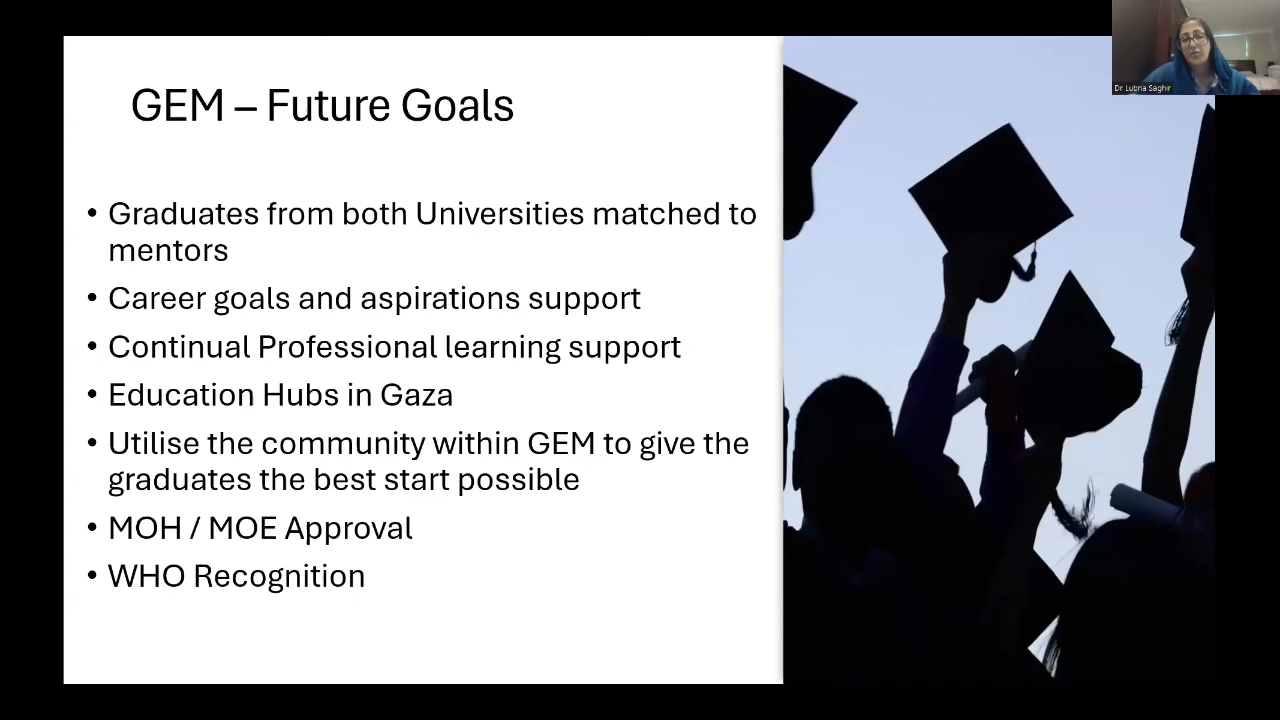 GEM – Future Goals
• Graduates from both Universities matched to
mentors
• Career goals and aspirations support
• Continual Professional learning support
• Education Hubs in Gaza
• Utilise the community within GEM to give the
graduates the best start possible
• MOH / MOE Approval
• WHO Recognition
Dr Lubna Saghir